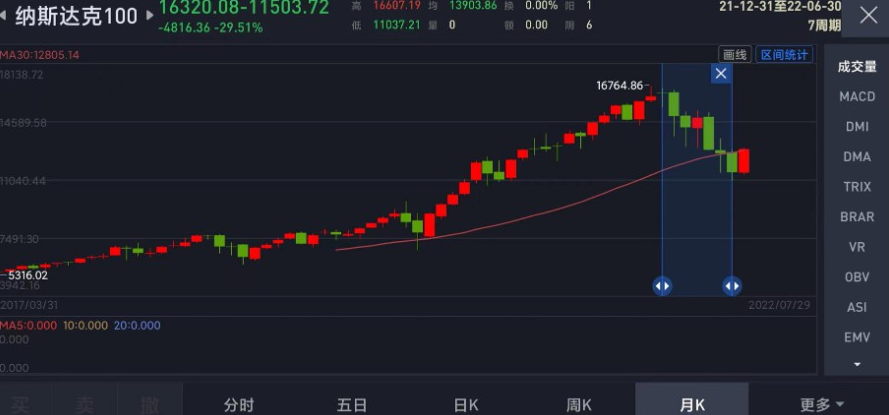 纳斯达克100 16320.08-11503.72 高 16607.19 均 13903.86 换 0.00% 阳 1 21-12-31至22-06-30
-4816.36 -29.51% 低 11037.21 量 0 顿 0.00 阴 6 7周期
MA30:12805.14 画线 区间统计
18138.72
16764.86
14589.58
11040.44
7491.30
5316.02
3942.16
2017/03/31 2022/07/29
MA5:0.000 10:0.000 20:0.000
0.000
0.000
成交量
MACD
DMI
DMA
TRIX
BRAR
VR
OBV
ASI
EMV
买 卖 撤 分时 五日 日K 周K 月K 更多